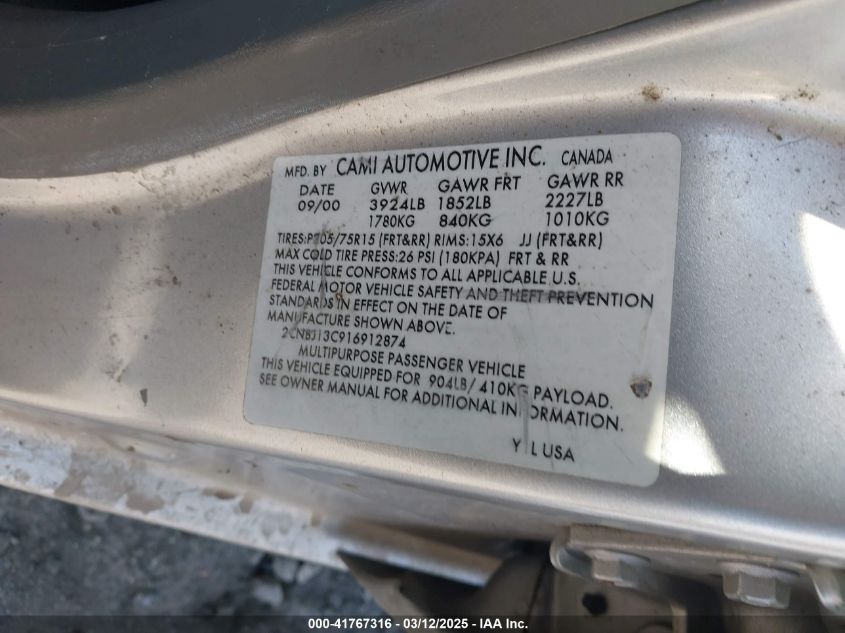 MFD. BY CAMI AUTOMOTIVE INC. CANADA
DATE GVWR GAWR FRT GAWR RR
09/00 3924LB 1852LB 2227LB
1780KG 840KG 1010KG
TIRES:P205/75R15 (FRT&RR) RIMS:15X6 JJ (FRT&RR)
MAX COLD TIRE PRESS:26 PSI (180KPA) FRT & RR
THIS VEHICLE CONFORMS TO ALL APPLICABLE U.S.
FEDERAL MOTOR VEHICLE SAFETY AND THEFT PREVENTION
STANDARDS IN EFFECT ON THE DATE OF
MANUFACTURE SHOWN ABOVE.
2CNBJ13C916912874
MULTIPURPOSE PASSENGER VEHICLE
THIS VEHICLE EQUIPPED FOR 904LB/410KG PAYLOAD.
SEE OWNER MANUAL FOR ADDITIONAL INFORMATION.
USA
000-41767316 - 03/12/2025 - IAA Inc.